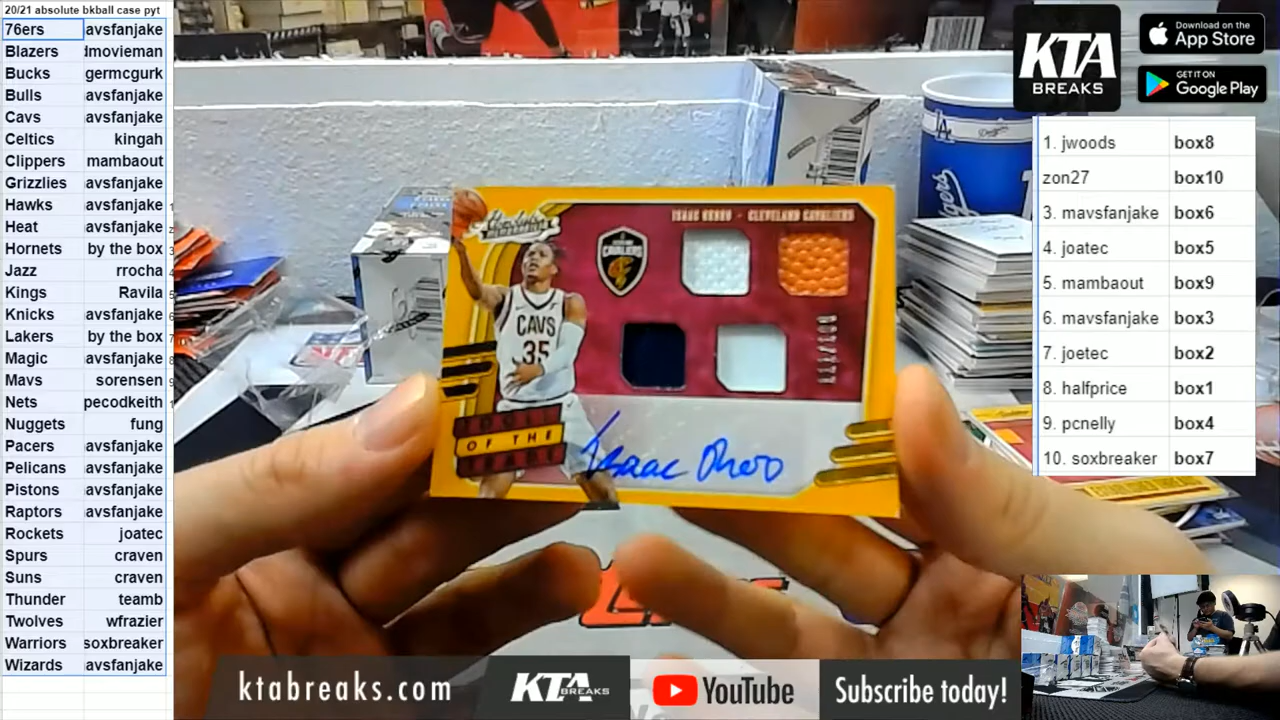 20/21 absolute bkball case pyt
76ers avsfanjake
Blazers dmovieman
Bucks germcgurk
Bulls avsfanjake
Cavs avsfanjake
Celtics kingah
Clippers mambaout
Grizzlies avsfanjake
Hawks avsfanjake
Heat avsfanjake
Hornets by the box
Jazz rrocha
Kings Ravila
Knicks avsfanjake
Lakers by the box
Magic avsfanjake
Mavs sorensen
Nets pecodkeith
Nuggets fung
Pacers avsfanjake
Pelicans avsfanjake
Pistons avsfanjake
Raptors avsfanjake
Rockets joatec
Spurs craven
Suns craven
Thunder teamb
Twolves wfrazier
Warriors soxbreaker
Wizards avsfanjake
ISAAC OKORO - CLEVELAND CAVALIERS
CAVALIERS
CAVS
35
OF THE
Dodgers
KTA
BREAKS
Download on the
App Store
GET IT ON
Google Play
1. jwoods box8
zon27 box10
3. mavsfanjake box6
4. joatec box5
5. mambaout box9
6. mavsfanjake box3
7. joetec box2
8. halfprice box1
9. pcnelly box4
10. soxbreaker box7
ktabreaks.com
KTA
BREAKS
YouTube
Subscribe today!